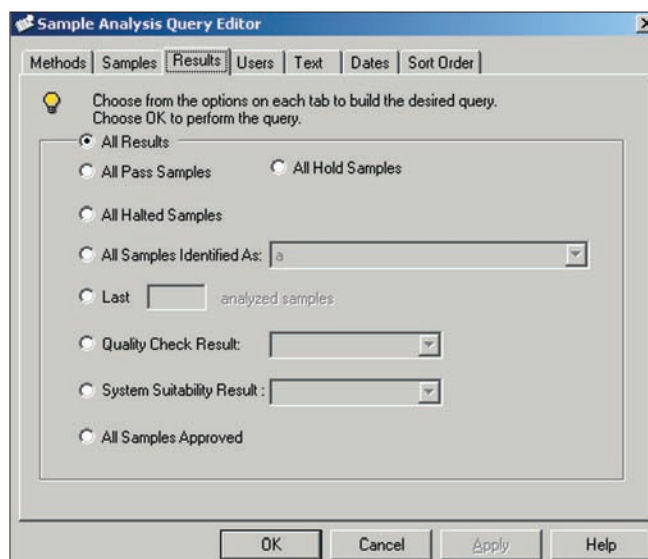 Sample Analysis Query Editor
Methods Samples Results Users Text Dates Sort Order
Choose from the options on each tab to build the desired query.
Choose OK to perform the query.
All Results
All Pass Samples All Hold Samples
All Halted Samples
All Samples Identified As: a
Last analyzed samples
Quality Check Result:
System Suitability Result :
All Samples Approved
OK Cancel Apply Help